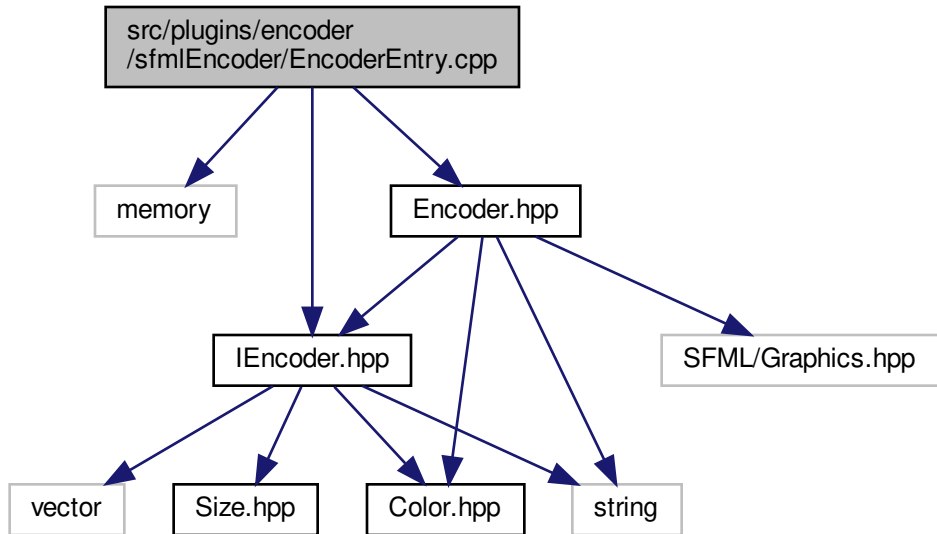 src/plugins/encoder
/sfmlEncoder/EncoderEntry.cpp
memory
Encoder.hpp
IEncoder.hpp
SFML/Graphics.hpp
vector
Size.hpp
Color.hpp
string